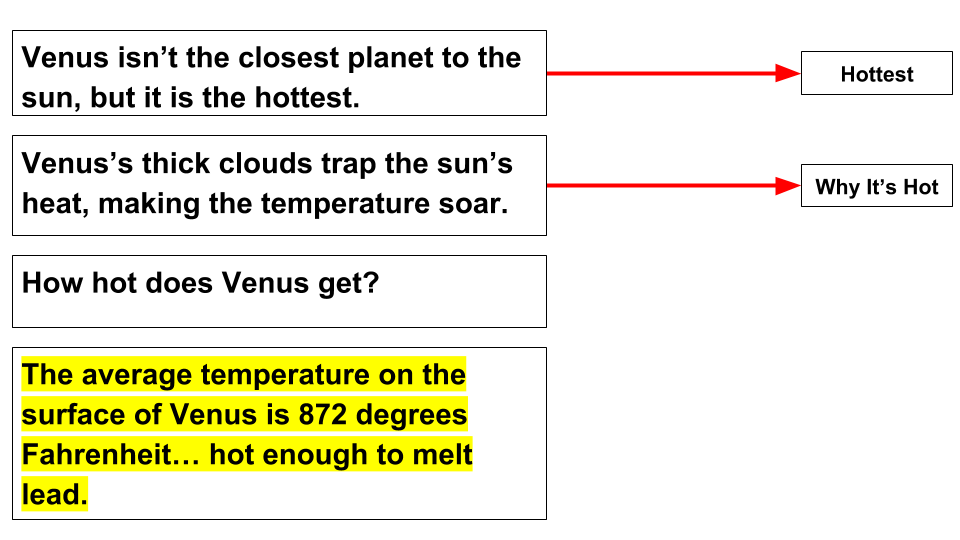 Venus isn’t the closest planet to the
sun, but it is the hottest.
Hottest
Venus’s thick clouds trap the sun’s
heat, making the temperature soar.
Why It’s Hot
How hot does Venus get?
The average temperature on the
surface of Venus is 872 degrees
Fahrenheit… hot enough to melt
lead.